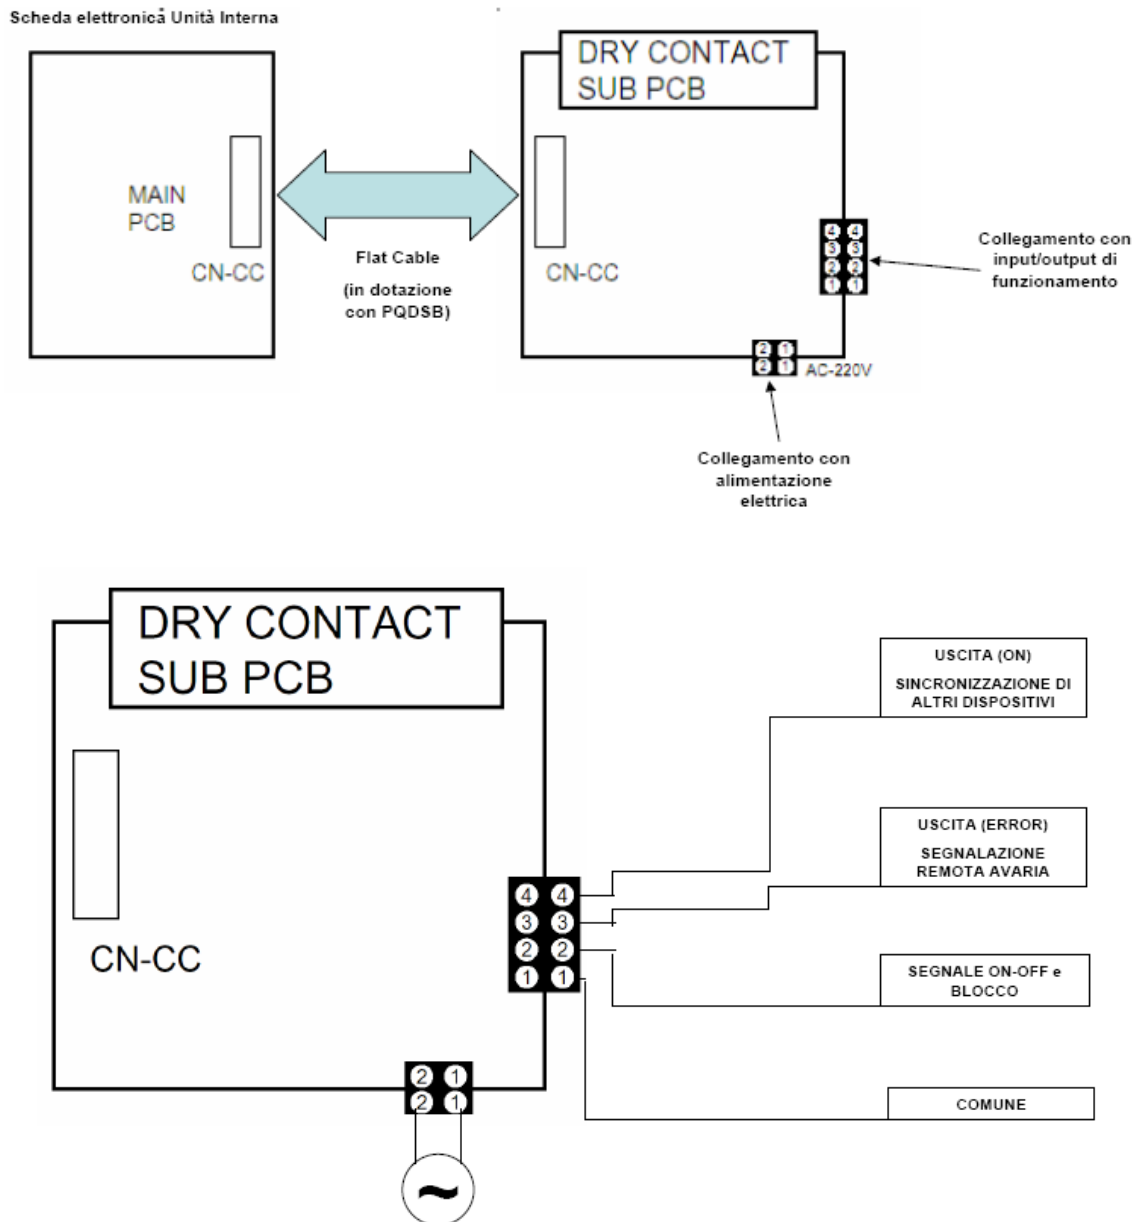 Scheda elettronica Unità Interna
DRY CONTACT
SUB PCB
MAIN
PCB
CN-CC
Flat Cable
(in dotazione
con PQDSB)
CN-CC
4 4
3 3
2 2
1 1
Collegamento con
input/output di
funzionamento
2 1
2 1
AC-220V
Collegamento con
alimentazione
elettrica
DRY CONTACT
SUB PCB
CN-CC
4 4
3 3
2 2
1 1
2 1
2 1
~
USCITA (ON)
SINCRONIZZAZIONE DI
ALTRI DISPOSITIVI
USCITA (ERROR)
SEGNALAZIONE
REMOTA AVARIA
SEGNALE ON-OFF e
BLOCCO
COMUNE